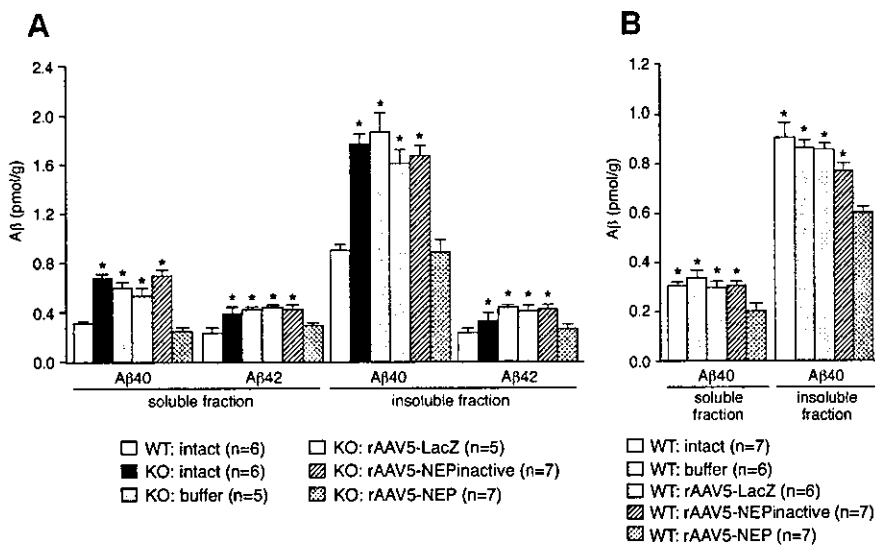 A
Aβ (pmol/g)
2.4
2.0
1.6
1.2
0.8
0.4
0.0
* * * *
* * * *
* * * *
* * * *
Aβ40 Aβ42 Aβ40 Aβ42
soluble fraction insoluble fraction
WT: intact (n=6)
KO: intact (n=6)
KO: buffer (n=5)
KO: rAAV5-LacZ (n=5)
KO: rAAV5-NEPinactive (n=7)
KO: rAAV5-NEP (n=7)
B
Aβ (pmol/g)
1.2
1.0
0.8
0.6
0.4
0.2
0.0
* * * *
* * * *
Aβ40 Aβ40
soluble insoluble
fraction fraction
WT: intact (n=7)
WT: buffer (n=6)
WT: rAAV5-LacZ (n=6)
WT: rAAV5-NEPinactive (n=7)
WT: rAAV5-NEP (n=7)